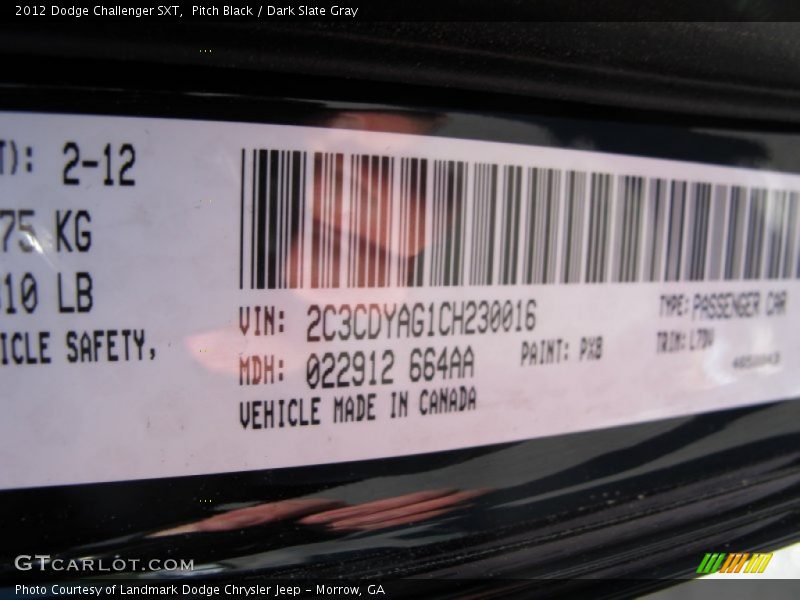 2012 Dodge Challenger SXT,  Pitch Black / Dark Slate Gray
T): 2-12
75 KG
10 LB
ICLE SAFETY,
VIN: 2C3CDYAG1CH230016
TYPE: PASSENGER CAR
MDH: 022912 664AA
PAINT: PX8
TRIM:
VEHICLE MADE IN CANADA
GTCARLOT.COM
Photo Courtesy of Landmark Dodge Chrysler Jeep - Morrow, GA